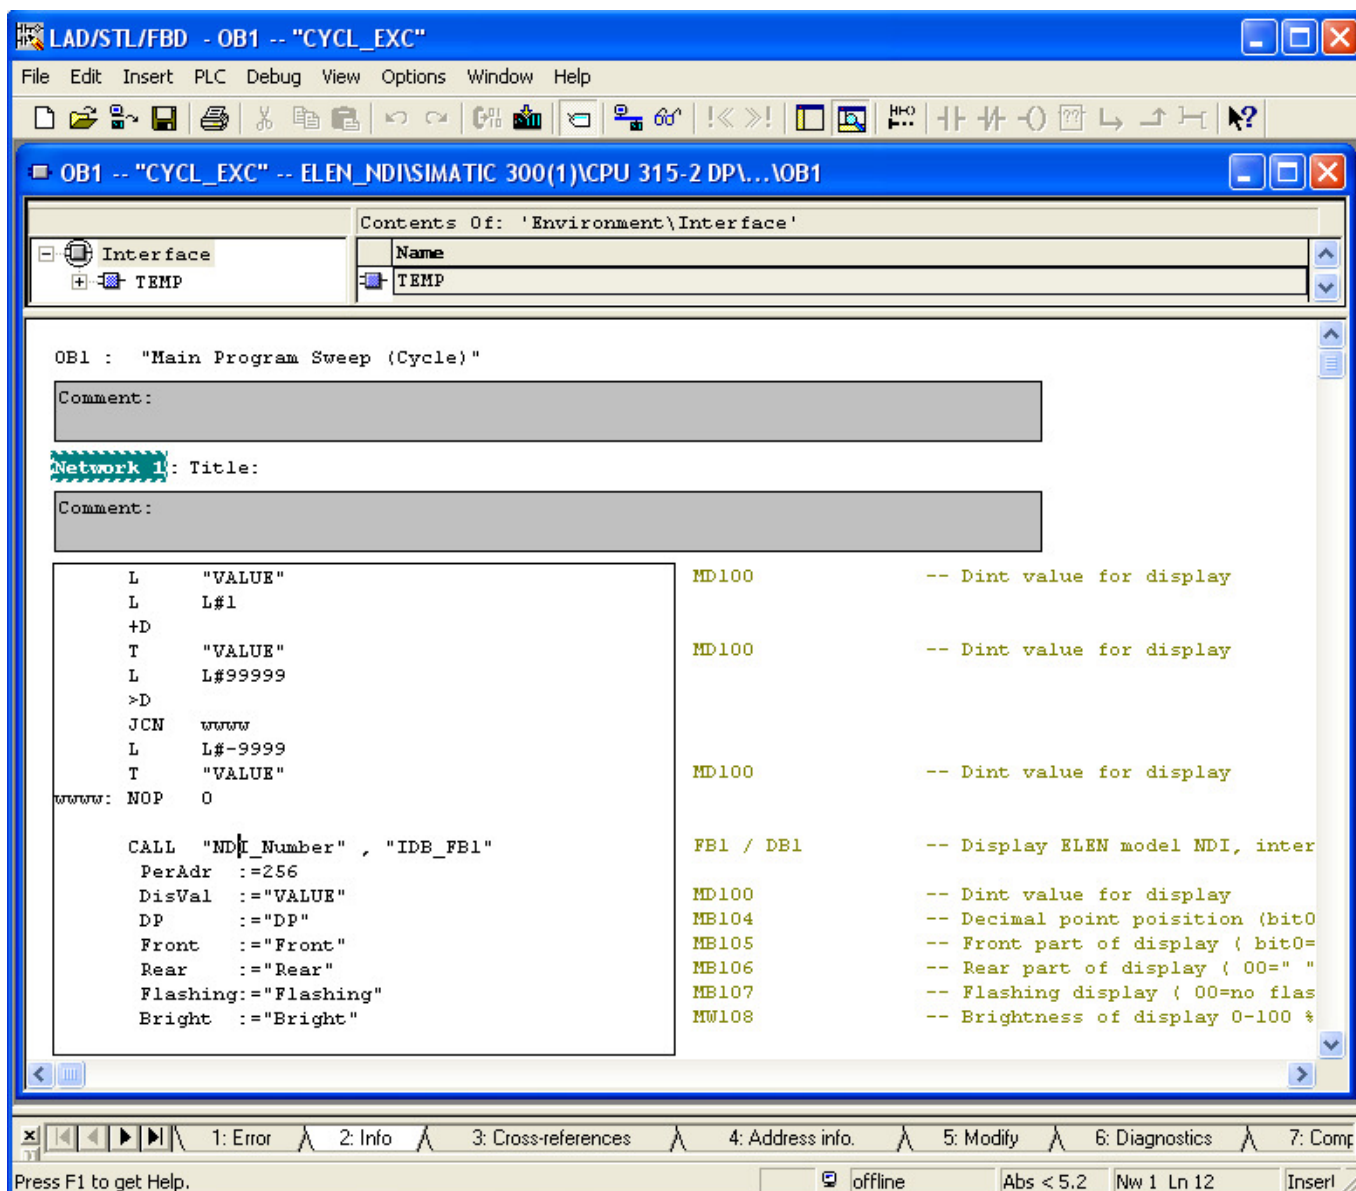 LAD/STL/FBD - OB1 -- "CYCL_EXC"
File Edit Insert PLC Debug View Options Window Help
OB1 -- "CYCL_EXC" -- ELEN_NDI\SIMATIC 300(1)\CPU 315-2 DP\...\OB1
Contents Of: 'Environment\Interface'
Interface
Name
TEMP
TEMP
OB1 : "Main Program Sweep (Cycle)"
Comment:
Network 1: Title:
Comment:
L "VALUE" MD100 -- Dint value for display
L L#1
+D
T "VALUE" MD100 -- Dint value for display
L L#99999
>D
JCN wwww
L L#-9999
T "VALUE" MD100 -- Dint value for display
wwww: NOP 0
CALL "NDI_Number" , "IDB_FB1" FB1 / DB1 -- Display ELEN model NDI, inter
PerAdr :=256
DisVal :="VALUE" MD100 -- Dint value for display
DP :="DP" MB104 -- Decimal point poisition (bit0
Front :="Front" MB105 -- Front part of display ( bit0=
Rear :="Rear" MB106 -- Rear part of display ( 00=" "
Flashing:="Flashing" MB107 -- Flashing display ( 00=no flas
Bright :="Bright" MW108 -- Brightness of display 0-100 %
1: Error 2: Info 3: Cross-references 4: Address info. 5: Modify 6: Diagnostics 7: Comp
Press F1 to get Help. offline Abs < 5.2 Nw 1 Ln 12 Insert